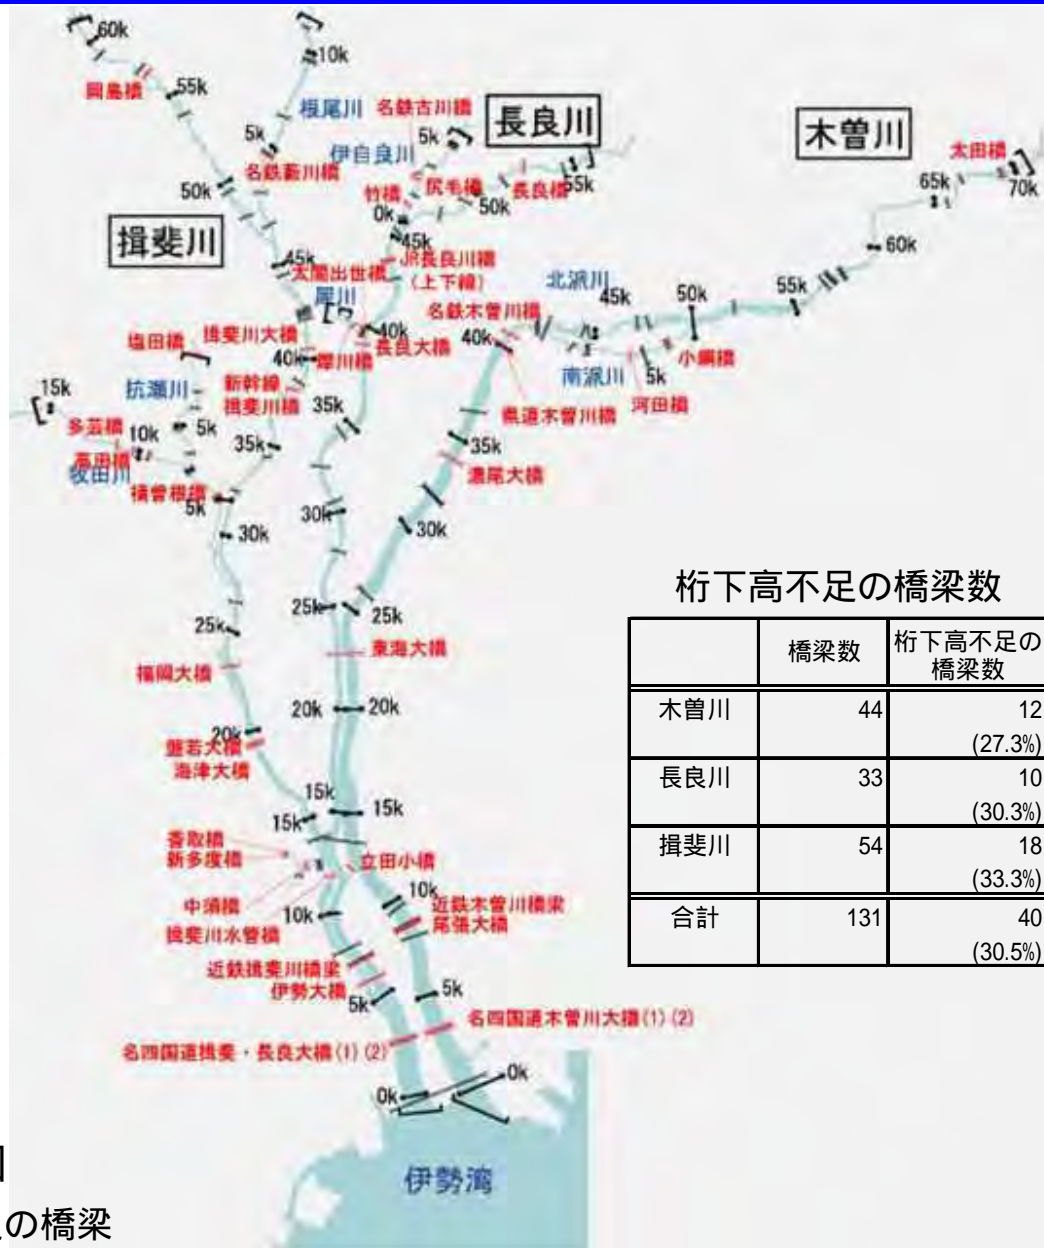 60k
10k
岡島橋
55k
根尾川
名鉄古川橋
5k
5k
長良川
木曽川
伊自良川
太田橋
名鉄藪川橋
尻毛橋
長良橋
55k
65k
70k
50k
竹橋
50k
0k
揖斐川
45k
60k
45k
JR長良川橋
太閤出世橋
(上下線)
北派川
犀川
45k
50k
55k
名鉄木曽川橋
塩田橋
揖斐川大橋
40k
40k
長良大橋
40k
犀川橋
小網橋
南派川
5k
15k
杭瀬川
新幹線
揖斐川橋
35k
県道木曽川橋
河田橋
多芸橋
10k
5k
35k
35k
高田橋
牧田川
濃尾大橋
横曽根橋
5k
30k
30k
30k
桁下高不足の橋梁数
25k
25k
25k
橋梁数
桁下高不足の
橋梁数
東海大橋
福岡大橋
木曽川 44 12
(27.3%)
20k
20k
20k
盤若大橋
海津大橋
長良川 33 10
(30.3%)
15k
15k
15k
香取橋
新多度橋
立田小橋
揖斐川 54 18
(33.3%)
中須橋
10k
近鉄木曽川橋梁
10k
尾張大橋
合計 131 40
(30.5%)
揖斐川水管橋
近鉄揖斐川橋梁
伊勢大橋
5k
5k
名四国道木曽川大橋(1)(2)
名四国道揖斐・長良大橋(1)(2)
0k
0k
伊勢湾
の橋梁